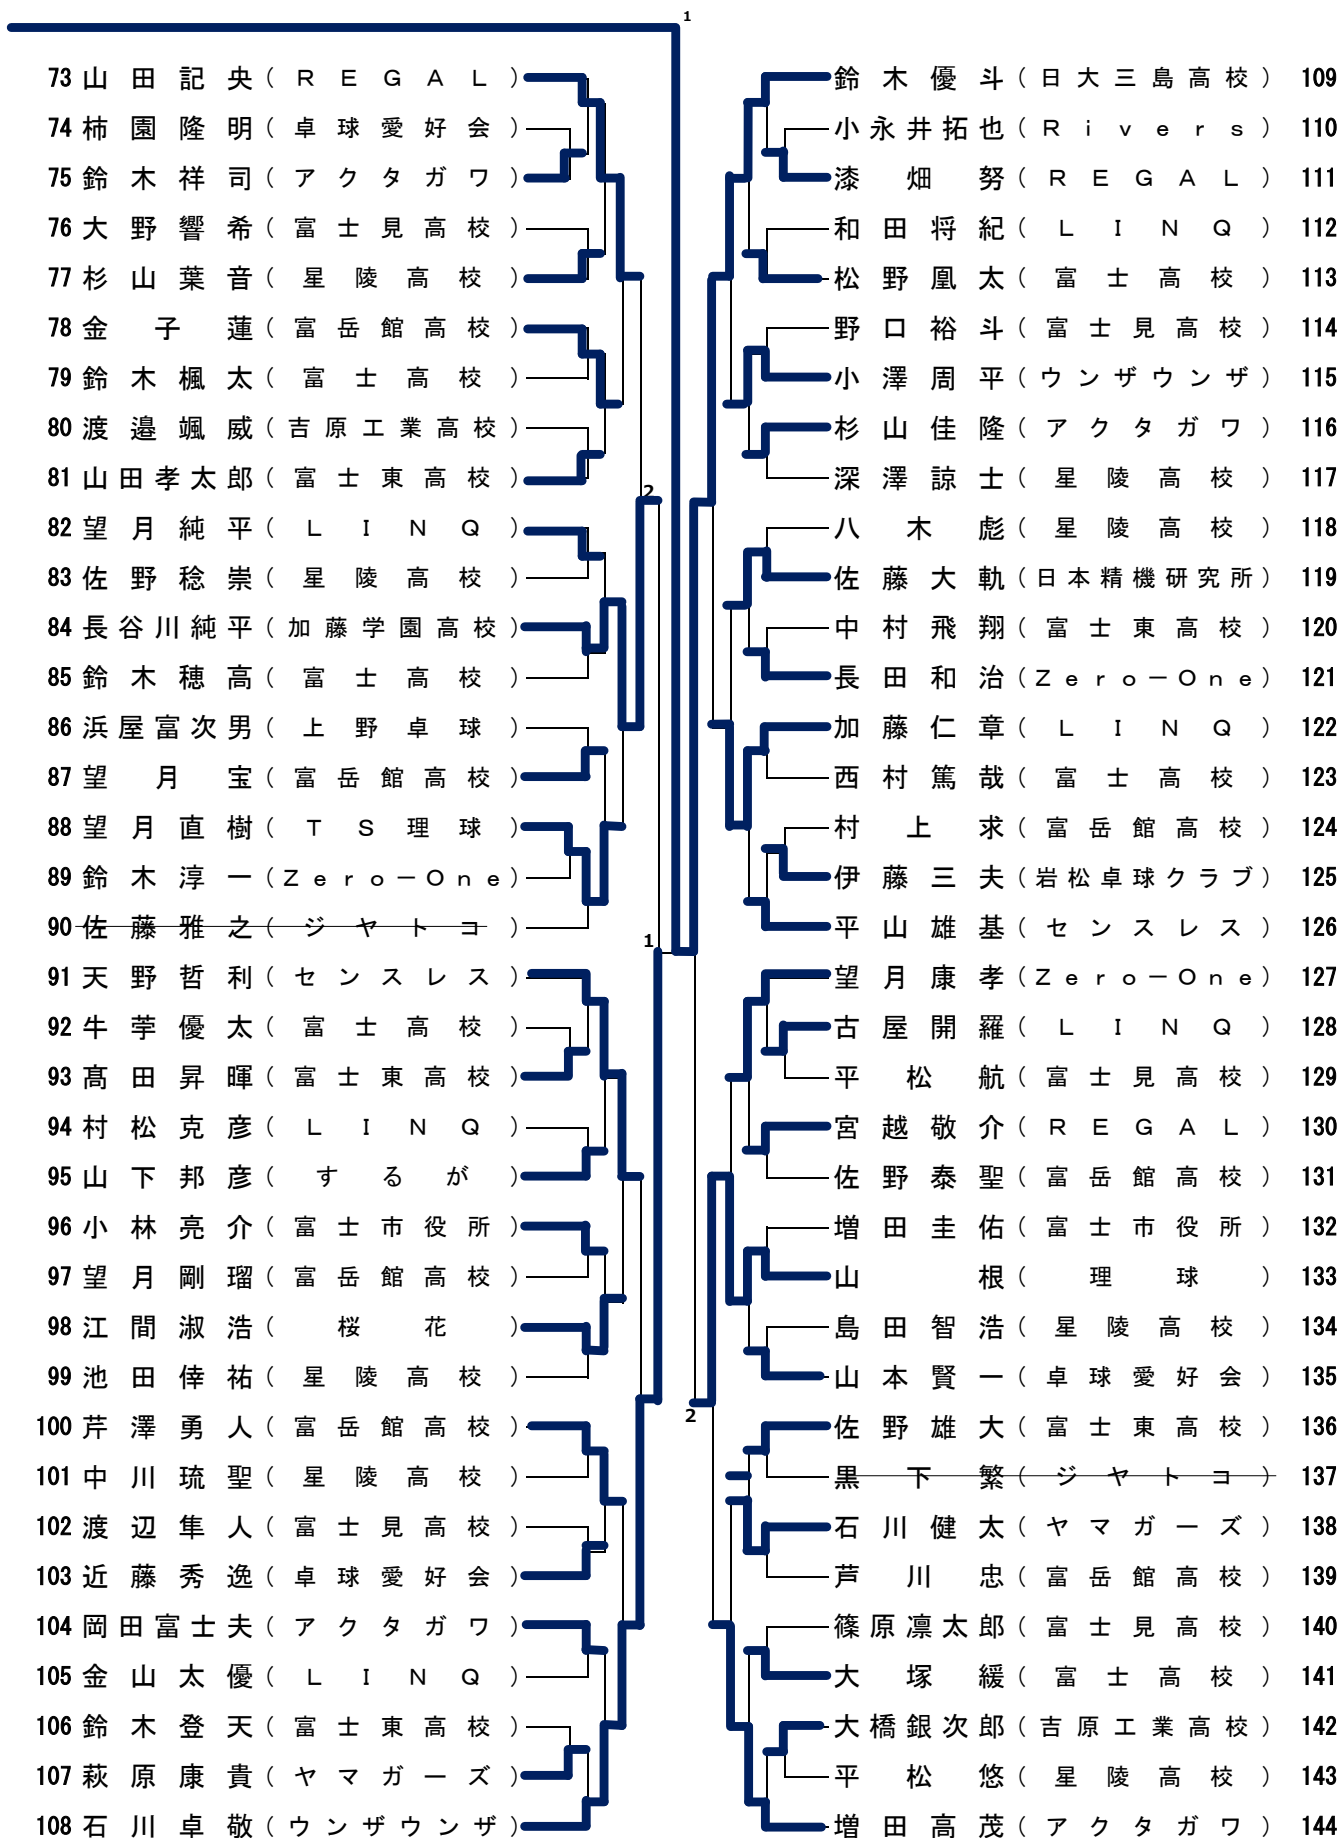 1
73 山田記央(REGAL)
74 柿園隆明(卓球愛好会)
75 鈴木祥司(アクタガワ)
76 大野響希(富士見高校)
77 杉山葉音(星陵高校)
78 金子蓮(富岳館高校)
79 鈴木楓太(富士高校)
80 渡邉颯威(吉原工業高校)
81 山田孝太郎(富士東高校)
2
82 望月純平(LINQ)
83 佐野稔崇(星陵高校)
84 長谷川純平(加藤学園高校)
85 鈴木穂高(富士高校)
86 浜屋富次男(上野卓球)
87 望月宝(富岳館高校)
88 望月直樹(TS理球)
89 鈴木淳一(Zero-One)
90 佐藤雅之(ジヤトコ)
1
91 天野哲利(センスレス)
92 牛荢優太(富士高校)
93 髙田昇暉(富士東高校)
94 村松克彦(LINQ)
95 山下邦彦(するが)
96 小林亮介(富士市役所)
97 望月剛瑠(富岳館高校)
98 江間淑浩(桜花)
99 池田倖祐(星陵高校)
100 芹澤勇人(富岳館高校)
101 中川琉聖(星陵高校)
102 渡辺隼人(富士見高校)
103 近藤秀逸(卓球愛好会)
104 岡田富士夫(アクタガワ)
105 金山太優(LINQ)
106 鈴木登天(富士東高校)
107 萩原康貴(ヤマガーズ)
108 石川卓敬(ウンザウンザ)
鈴木優斗(日大三島高校) 109
小永井拓也(Rivers) 110
漆畑努(REGAL) 111
和田将紀(LINQ) 112
松野凰太(富士高校) 113
野口裕斗(富士見高校) 114
小澤周平(ウンザウンザ) 115
杉山佳隆(アクタガワ) 116
深澤諒士(星陵高校) 117
八木彪(星陵高校) 118
佐藤大軌(日本精機研究所) 119
中村飛翔(富士東高校) 120
長田和治(Zero-One) 121
加藤仁章(LINQ) 122
西村篤哉(富士高校) 123
村上求(富岳館高校) 124
伊藤三夫(岩松卓球クラブ) 125
平山雄基(センスレス) 126
望月康孝(Zero-One) 127
古屋開羅(LINQ) 128
平松航(富士見高校) 129
宮越敬介(REGAL) 130
佐野泰聖(富岳館高校) 131
増田圭佑(富士市役所) 132
山根(理球) 133
島田智浩(星陵高校) 134
山本賢一(卓球愛好会) 135
2
佐野雄大(富士東高校) 136
黒下繁(ジヤトコ) 137
石川健太(ヤマガーズ) 138
芦川忠(富岳館高校) 139
篠原凛太郎(富士見高校) 140
大塚緩(富士高校) 141
大橋銀次郎(吉原工業高校) 142
平松悠(星陵高校) 143
増田高茂(アクタガワ) 144